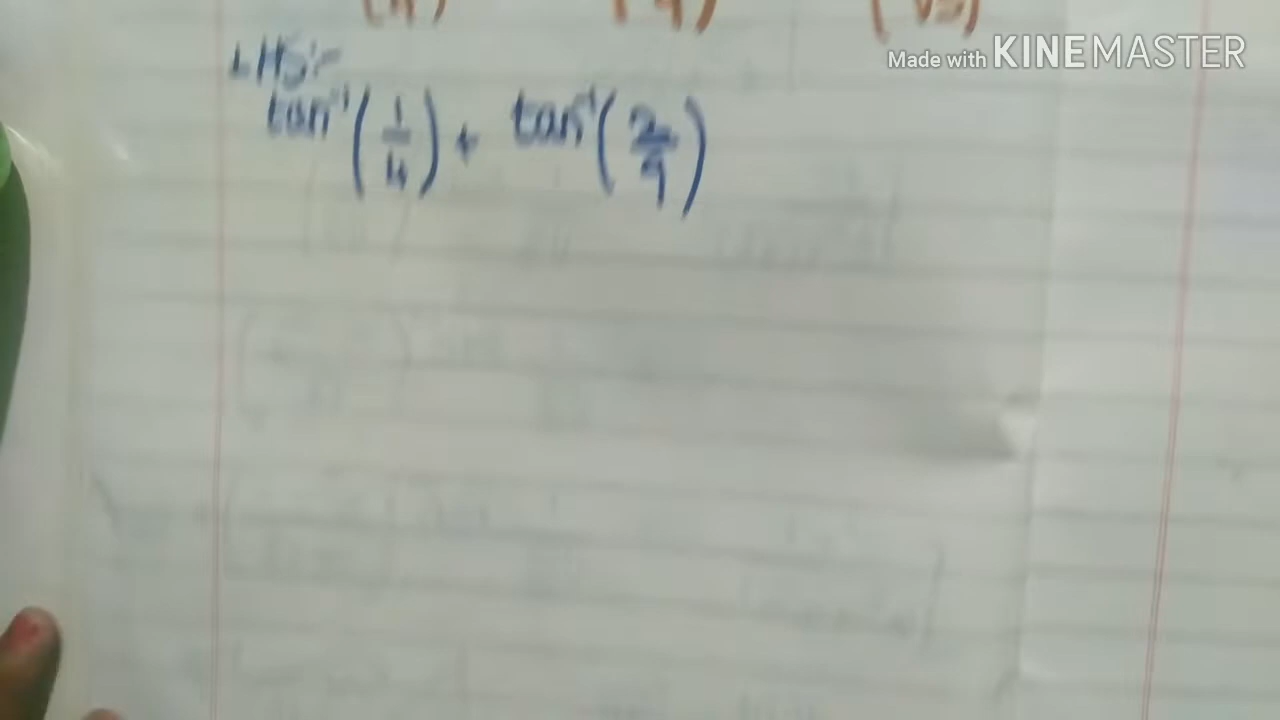 Made with KINEMASTER
LHS:-
tan⁻¹(1/4) + tan⁻¹(2/9)